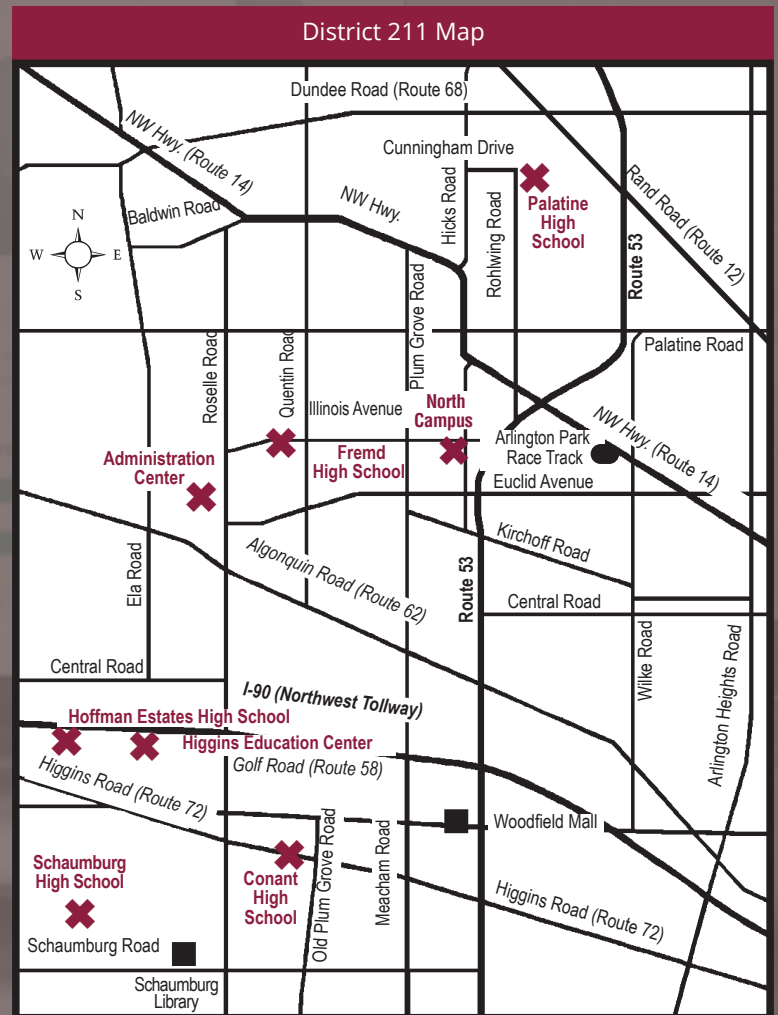 District 211 Map
Dundee Road (Route 68)
NW Hwy. (Route 14)
Cunningham Drive
Hicks Road
Rohlwing Road
Palatine
High
School
Rand Road (Route 12)
Route 53
Baldwin Road
NW Hwy.
N
W
E
S
Plum Grove Road
Palatine Road
Roselle Road
Quentin Road
Illinois Avenue
North
Campus
Arlington Park
Race Track
NW Hwy. (Route 14)
Fremd
High School
Administration
Center
Euclid Avenue
Kirchoff Road
Ela Road
Algonquin Road (Route 62)
Route 53
Central Road
Wilke Road
Arlington Heights Road
Central Road
I-90 (Northwest Tollway)
Hoffman Estates High School
Higgins Education Center
Golf Road (Route 58)
Higgins Road (Route 72)
Old Plum Grove Road
Meacham Road
Woodfield Mall
Schaumburg
High School
Conant
High
School
Higgins Road (Route 72)
Schaumburg Road
Schaumburg
Library